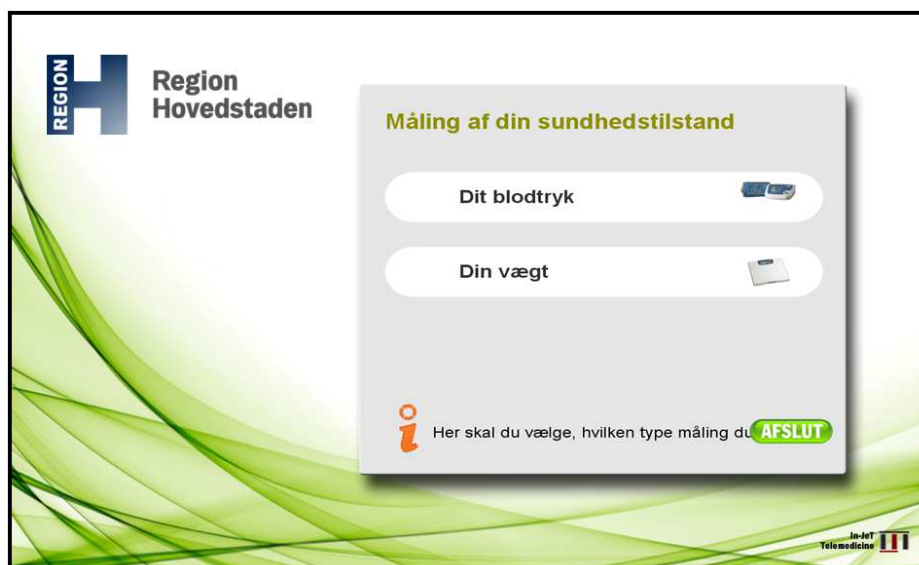 REGION
Region
Hovedstaden
Måling af din sundhedstilstand
Dit blodtryk
Din vægt
Her skal du vælge, hvilken type måling du
AFSLUT
In-JeT
Telemedicine